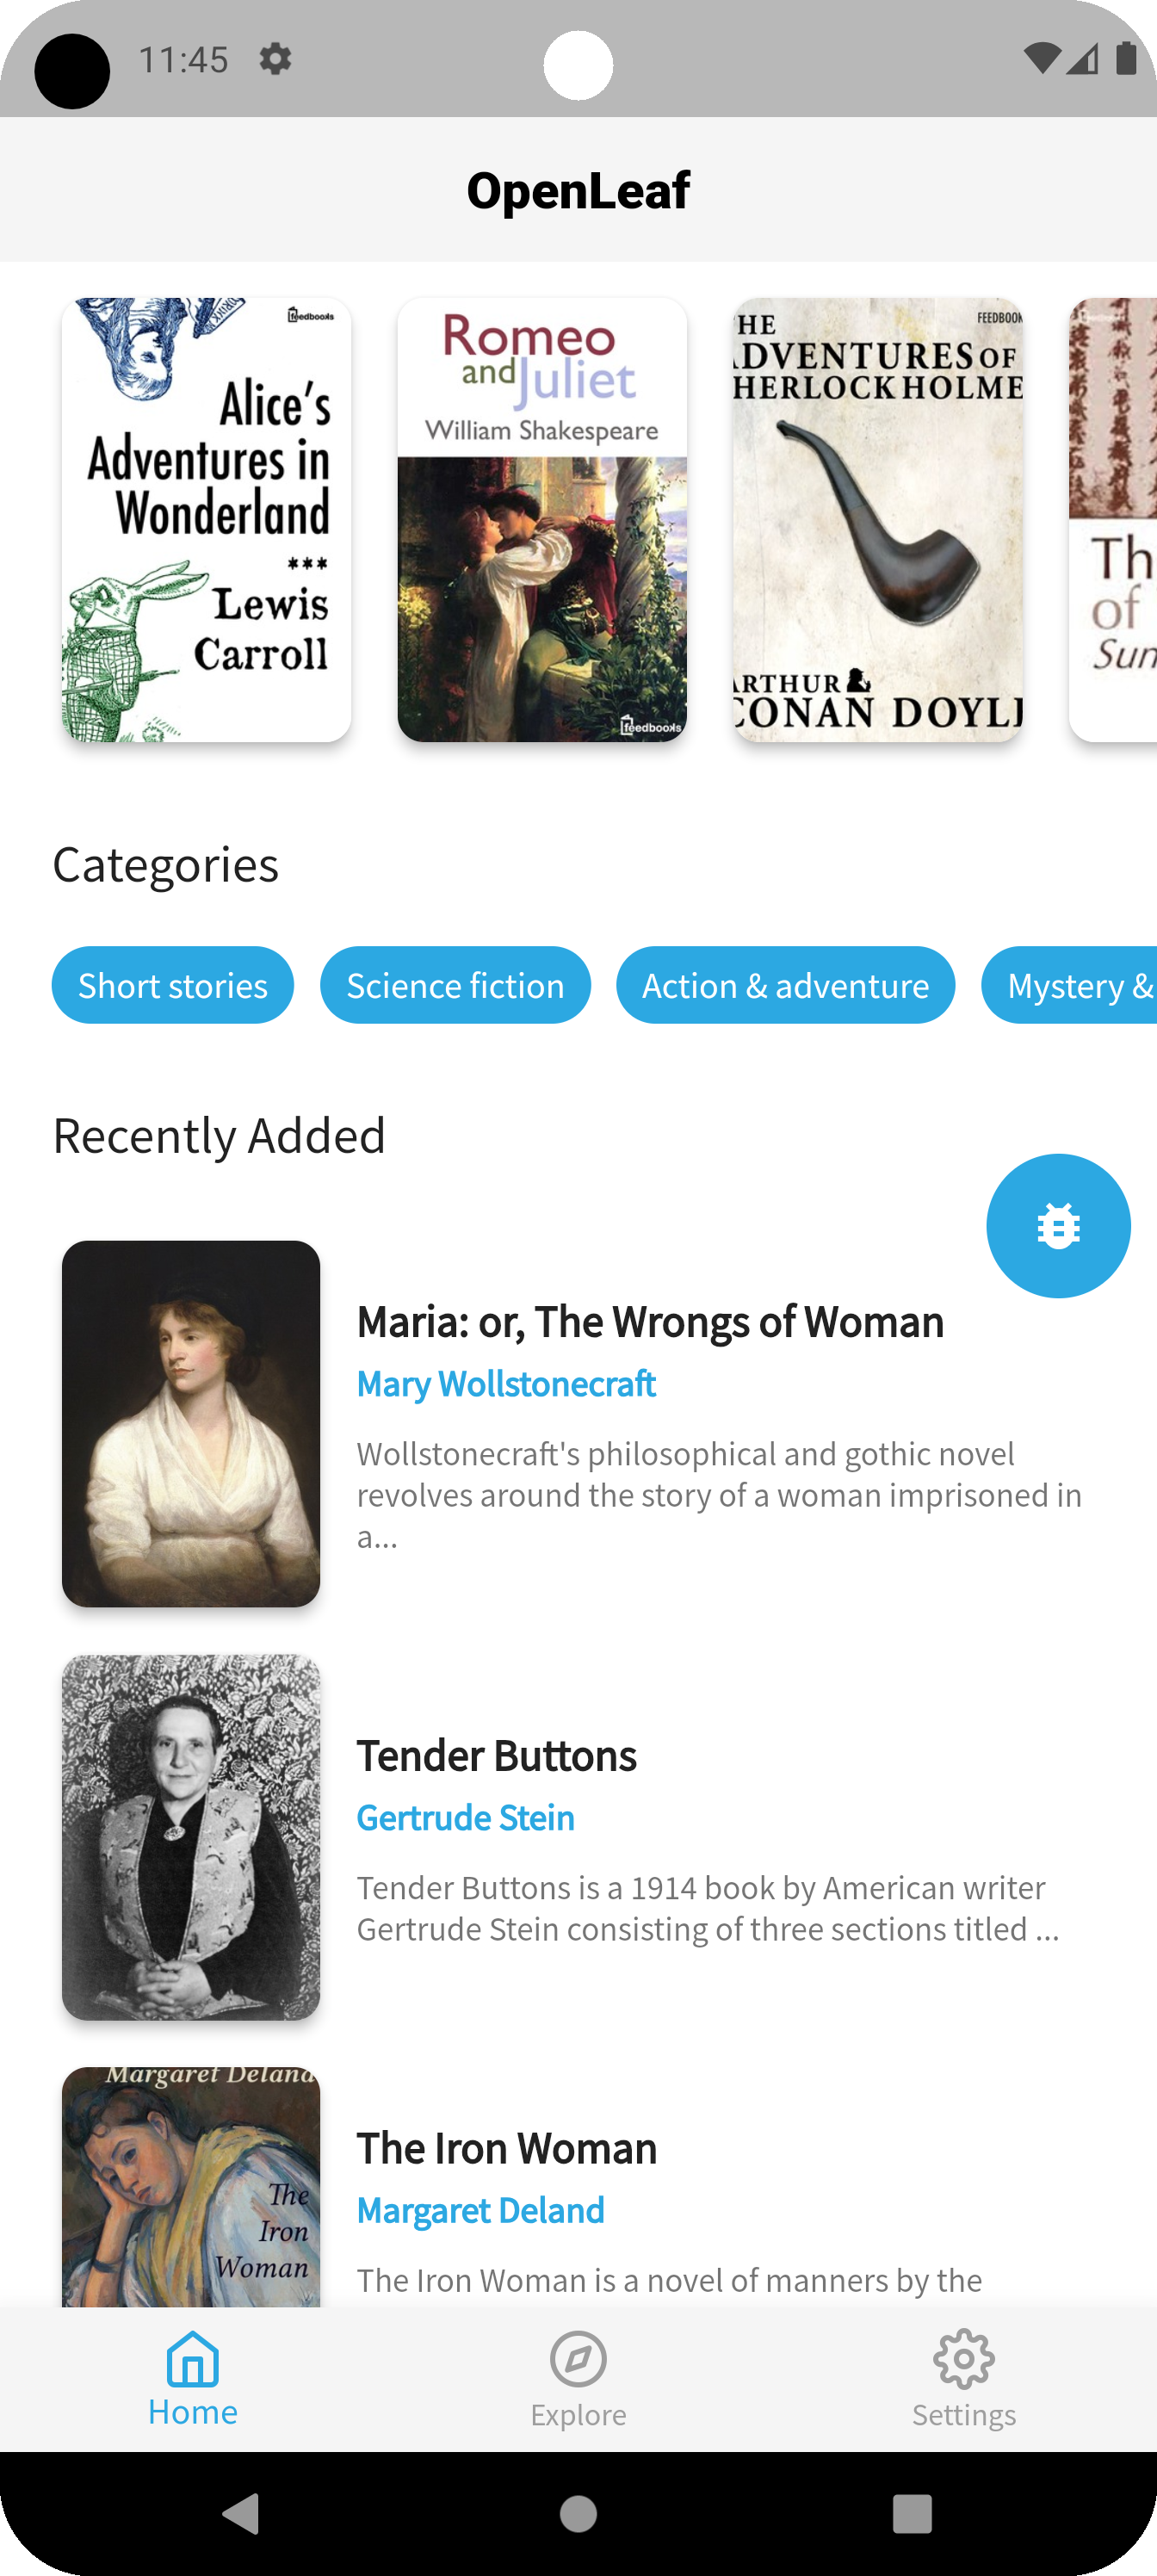 11:45
OpenLeaf
feedbooks
Alice's
Adventures in
Wonderland
***
Lewis
Carroll
Romeo
and Juliet
William Shakespeare
feedbooks
HE
FEEDBOOK
DVENTURES OF
HERLOCK HOLME
RTHUR
CONAN DOYL
Th
of
Sun
Categories
Short stories
Science fiction
Action & adventure
Mystery &
Recently Added
Maria: or, The Wrongs of Woman
Mary Wollstonecraft
Wollstonecraft's philosophical and gothic novel
revolves around the story of a woman imprisoned in
a...
Tender Buttons
Gertrude Stein
Tender Buttons is a 1914 book by American writer
Gertrude Stein consisting of three sections titled ...
Margaret Deland
The
Iron
Woman
The Iron Woman
Margaret Deland
The Iron Woman is a novel of manners by the
Home
Explore
Settings